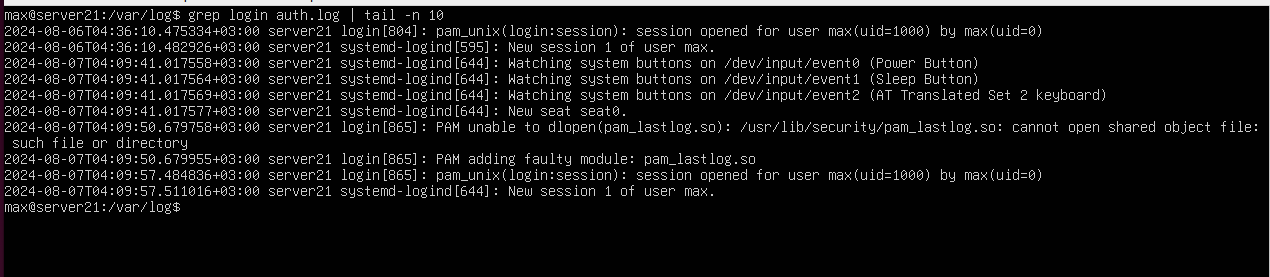 max@server21:/var/log$ grep login auth.log | tail -n 10
2024-08-06T04:36:10.475334+03:00 server21 login[804]: pam_unix(login:session): session opened for user max(uid=1000) by max(uid=0)
2024-08-06T04:36:10.482926+03:00 server21 systemd-logind[595]: New session 1 of user max.
2024-08-07T04:09:41.017558+03:00 server21 systemd-logind[644]: Watching system buttons on /dev/input/event0 (Power Button)
2024-08-07T04:09:41.017564+03:00 server21 systemd-logind[644]: Watching system buttons on /dev/input/event1 (Sleep Button)
2024-08-07T04:09:41.017569+03:00 server21 systemd-logind[644]: Watching system buttons on /dev/input/event2 (AT Translated Set 2 keyboard)
2024-08-07T04:09:41.017577+03:00 server21 systemd-logind[644]: New seat seat0.
2024-08-07T04:09:50.679758+03:00 server21 login[865]: PAM unable to dlopen(pam_lastlog.so): /usr/lib/security/pam_lastlog.so: cannot open shared object file:
such file or directory
2024-08-07T04:09:50.679955+03:00 server21 login[865]: PAM adding faulty module: pam_lastlog.so
2024-08-07T04:09:57.484836+03:00 server21 login[865]: pam_unix(login:session): session opened for user max(uid=1000) by max(uid=0)
2024-08-07T04:09:57.511016+03:00 server21 systemd-logind[644]: New session 1 of user max.
max@server21:/var/log$